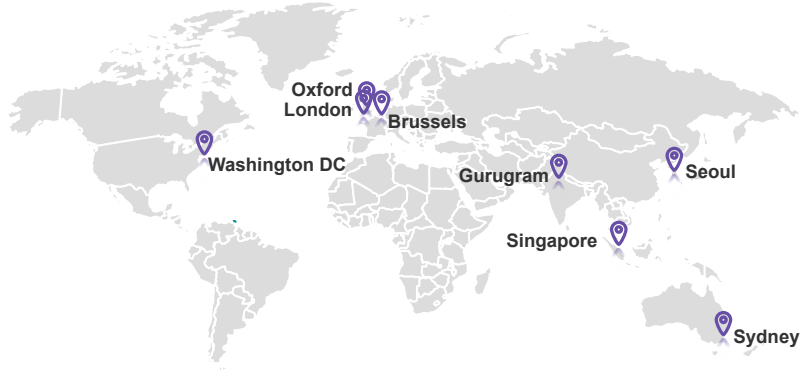 Oxford
London
Brussels
Washington DC
Gurugram
Seoul
Singapore
Sydney